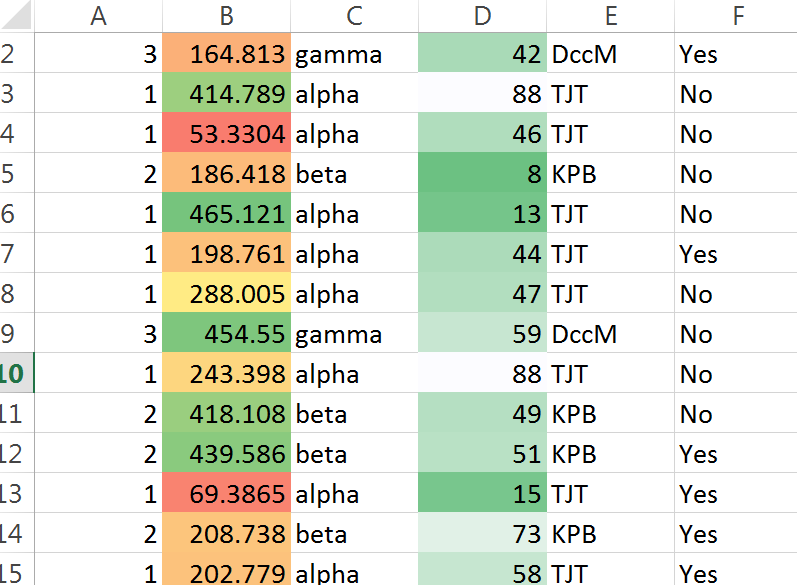 A B C D E F
2 3 164.813 gamma 42 DccM Yes
3 1 414.789 alpha 88 TJT No
4 1 53.3304 alpha 46 TJT No
5 2 186.418 beta 8 KPB No
6 1 465.121 alpha 13 TJT No
7 1 198.761 alpha 44 TJT Yes
8 1 288.005 alpha 47 TJT No
9 3 454.55 gamma 59 DccM No
10 1 243.398 alpha 88 TJT No
11 2 418.108 beta 49 KPB No
12 2 439.586 beta 51 KPB Yes
13 1 69.3865 alpha 15 TJT Yes
14 2 208.738 beta 73 KPB Yes
15 1 202.779 alpha 58 TJT Yes